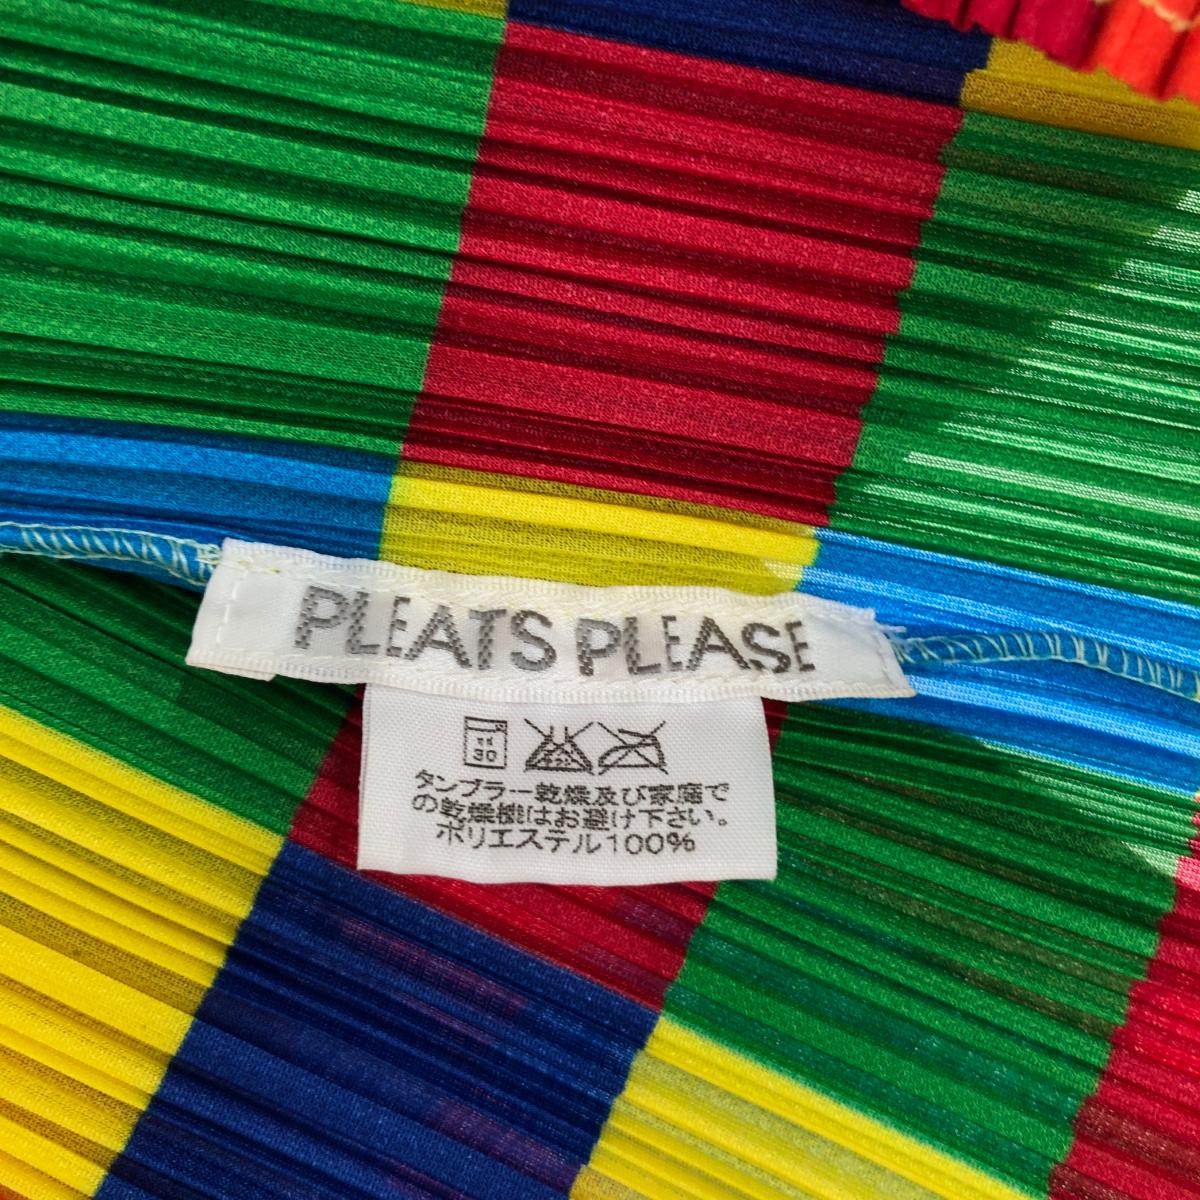 PLEATS PLEASE
30
タンブラー乾燥及び家庭で
の乾燥機はお避け下さい。
ポリエステル100%